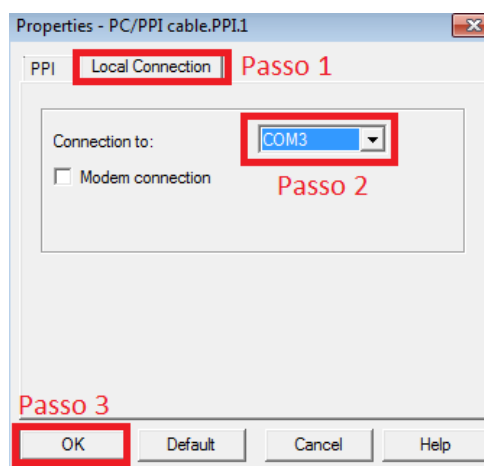 Properties - PC/PPI cable.PPI.1
PPI Local Connection Passo 1
Connection to: COM3
Modem connection
Passo 2
Passo 3
OK Default Cancel Help